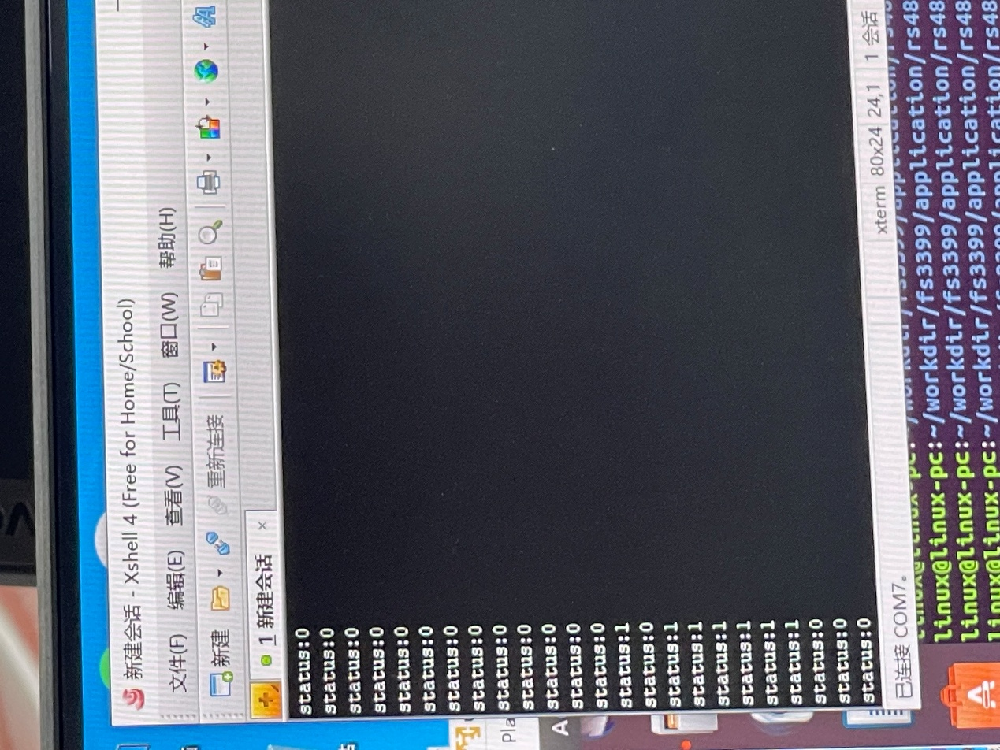 新建会话 - Xshell 4 (Free for Home/School)
文件(F) 编辑(E) 查看(V) 工具(T) 窗口(W) 帮助(H)
新建 重新连接
1 新建会话 ×
status:0
status:0
status:0
status:0
status:0
status:0
status:0
status:0
status:0
status:0
status:0
status:0
status:0
status:1
status:0
status:1
status:1
status:1
status:1
status:1
status:1
status:0
status:0
status:0
已连接 COM7。 xterm 80x24 24,1 1 会话
linux@linux-pc:~/workdir/fs3399/application/rs48
linux@linux-pc:~/workdir/fs3399/application/rs48
linux@linux-pc:~/workdir/fs3399/application/rs48
linux@linux-pc:~/workdir/fs3399/application/rs48
Pla
A